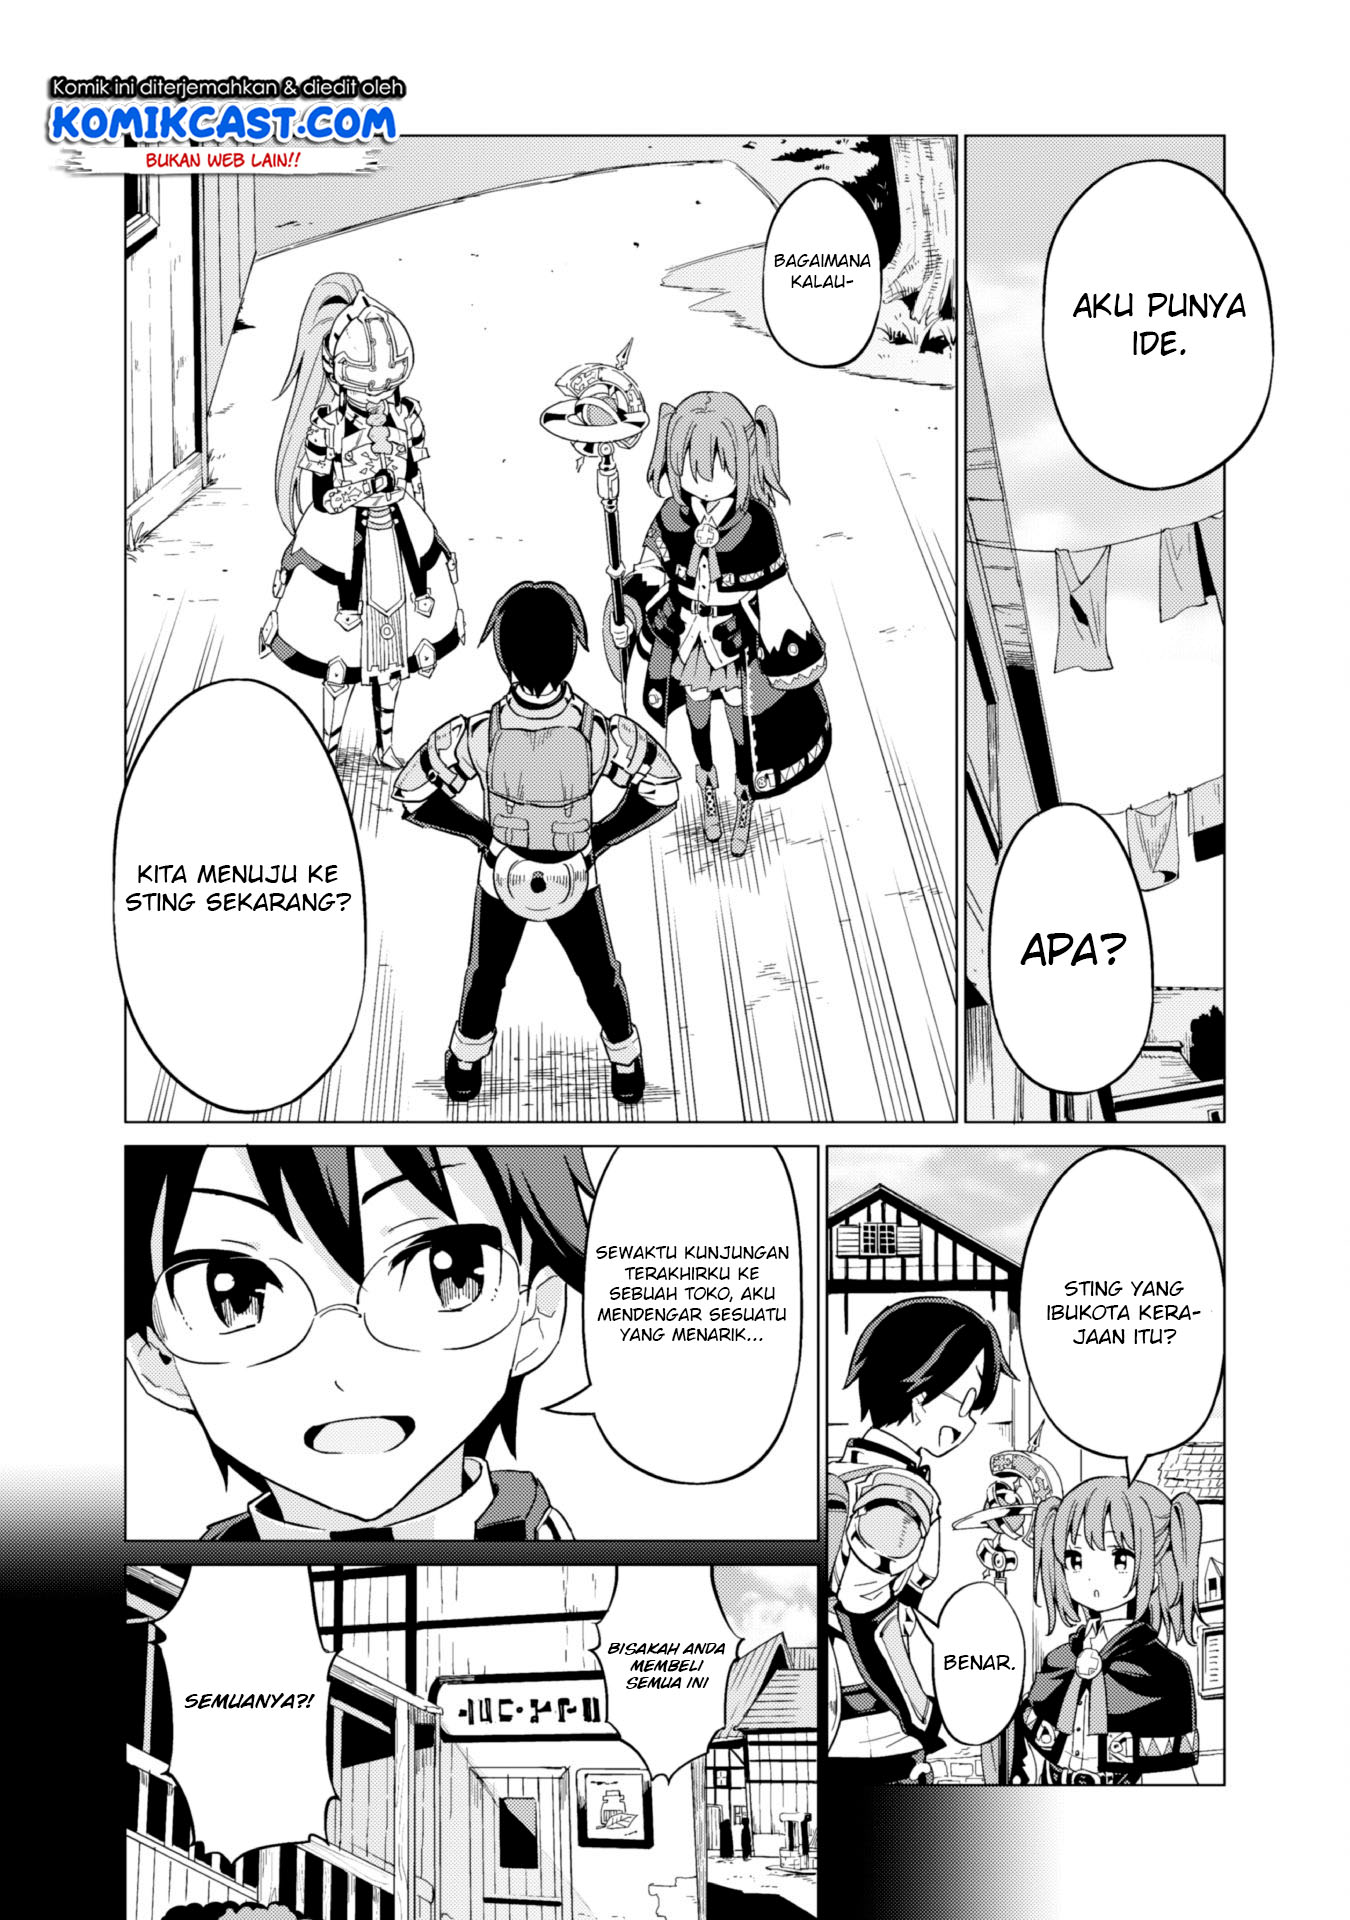 Komik ini diterjemahkan & diedit oleh
KOMIKCAST.COM
BUKAN WEB LAIN!!
AKU PUNYA
IDE.
APA?
BAGAIMANA
KALAU-
KITA MENUJU KE
STING SEKARANG?
STING YANG
IBUKOTA KERA-
JAAN ITU?
BENAR.
SEWAKTU KUNJUNGAN
TERAKHIRKU KE
SEBUAH TOKO, AKU
MENDENGAR SESUATU
YANG MENARIK...
BISAKAH ANDA
MEMBELI
SEMUA INI
SEMUANYA?!